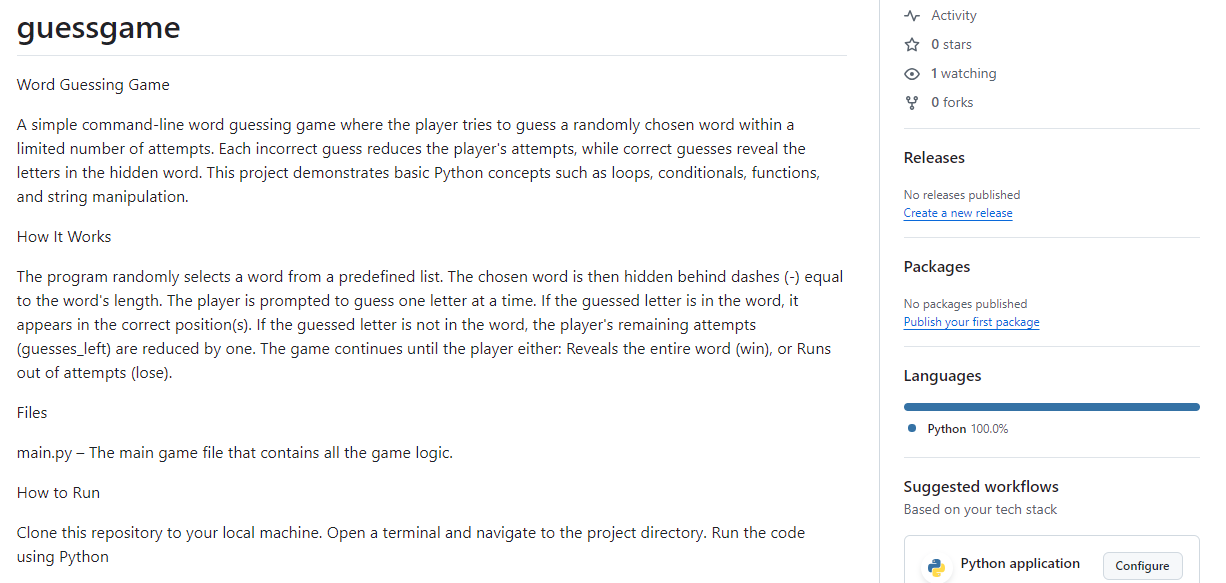 guessgame
Word Guessing Game
A simple command-line word guessing game where the player tries to guess a randomly chosen word within a
limited number of attempts. Each incorrect guess reduces the player's attempts, while correct guesses reveal the
letters in the hidden word. This project demonstrates basic Python concepts such as loops, conditionals, functions,
and string manipulation.
How It Works
The program randomly selects a word from a predefined list. The chosen word is then hidden behind dashes (-) equal
to the word's length. The player is prompted to guess one letter at a time. If the guessed letter is in the word, it
appears in the correct position(s). If the guessed letter is not in the word, the player's remaining attempts
(guesses_left) are reduced by one. The game continues until the player either: Reveals the entire word (win), or Runs
out of attempts (lose).
Files
main.py – The main game file that contains all the game logic.
How to Run
Clone this repository to your local machine. Open a terminal and navigate to the project directory. Run the code
using Python
Activity
0 stars
1 watching
0 forks
Releases
No releases published
Create a new release
Packages
No packages published
Publish your first package
Languages
Python 100.0%
Suggested workflows
Based on your tech stack
Python application
Configure